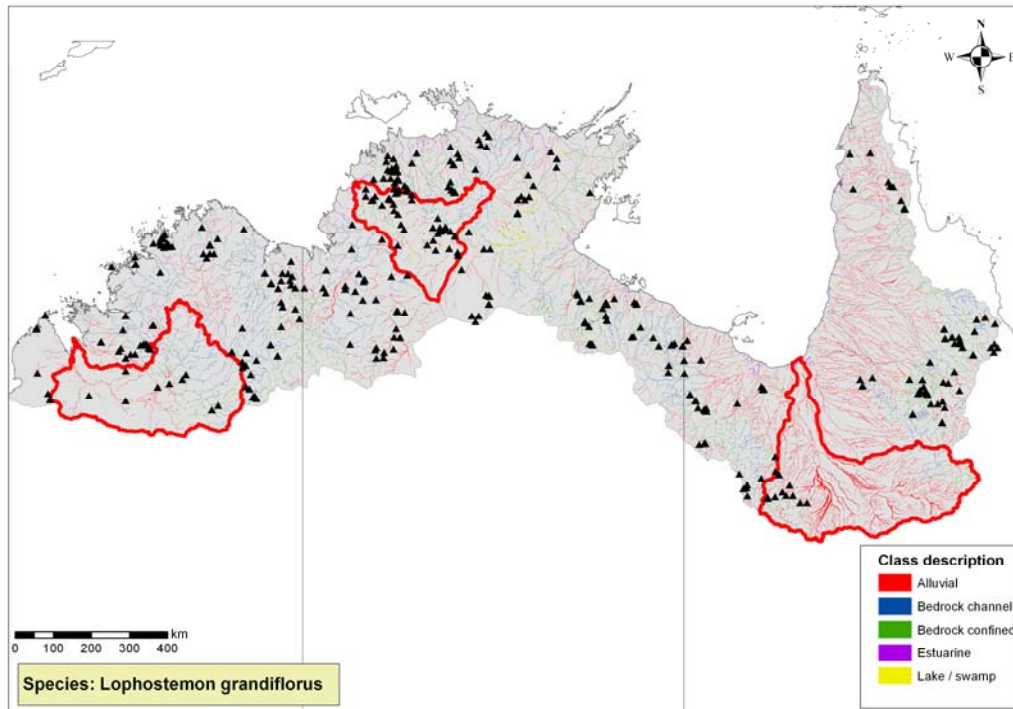 N
W E
S
Class description
Alluvial
Bedrock channel
Bedrock confined
Estuarine
Lake / swamp
km
0 100 200 300 400
Species: Lophostemon grandiflorus